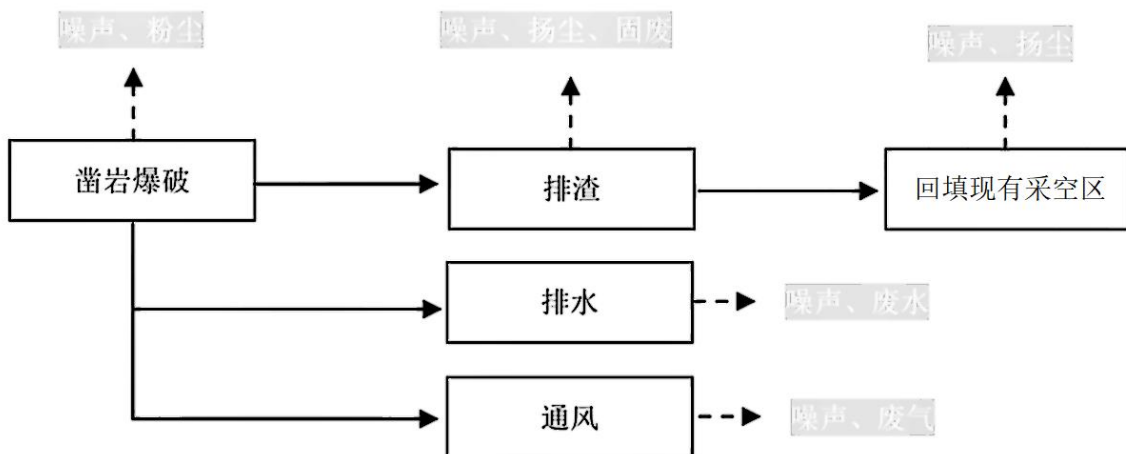 噪声、粉尘
噪声、扬尘、固废
噪声、扬尘
凿岩爆破
排渣
回填现有采空区
排水
噪声、废水
通风
噪声、废气